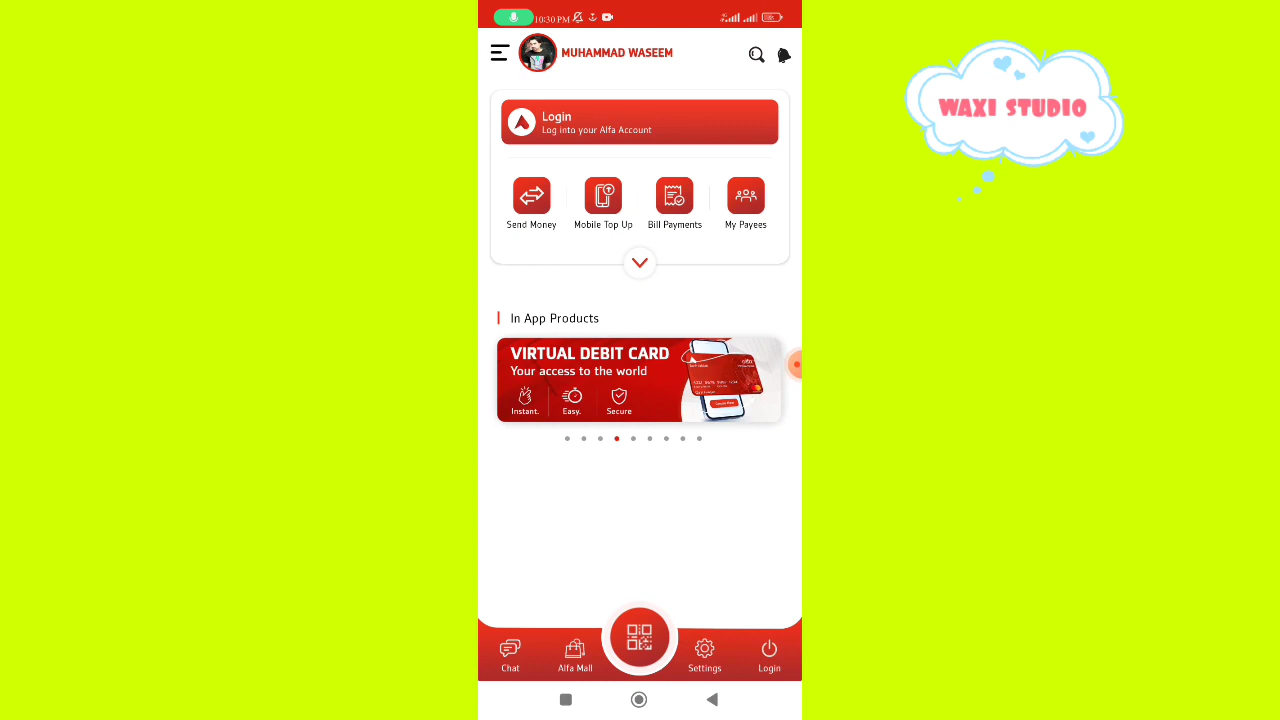 10:30 PM
MUHAMMAD WASEEM
WAXI STUDIO
Login
Log into your Alfa Account
Send Money
Mobile Top Up
Bill Payments
My Payees
In App Products
VIRTUAL DEBIT CARD
Your access to the world
Instant.
Easy.
Secure
Chat
Alfa Mall
Settings
Login